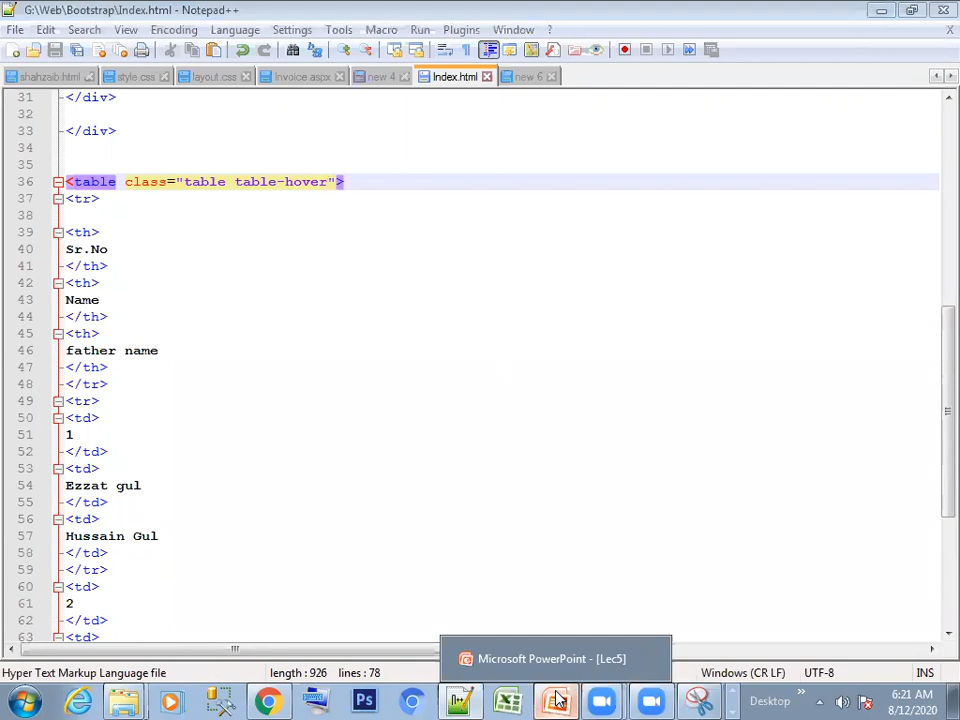 G:\Web\Bootstrap\Index.html - Notepad++
File Edit Search View Encoding Language Settings Tools Macro Run Plugins Window ? X
shahzaib.html style.css layout.css Invoice.aspx new 4 Index.html new 6
31 </div>
32
33 </div>
34
35
36 <table class="table table-hover">
37 <tr>
38
39 <th>
40 Sr.No
41 </th>
42 <th>
43 Name
44 </th>
45 <th>
46 father name
47 </th>
48 </tr>
49 <tr>
50 <td>
51 1
52 </td>
53 <td>
54 Ezzat gul
55 </td>
56 <td>
57 Hussain Gul
58 </td>
59 </tr>
60 <td>
61 2
62 </td>
63 <td>
Microsoft PowerPoint - [Lec5]
Hyper Text Markup Language file length : 926 lines : 78 Windows (CR LF) UTF-8 INS
Ps Desktop 6:21 AM
8/12/2020